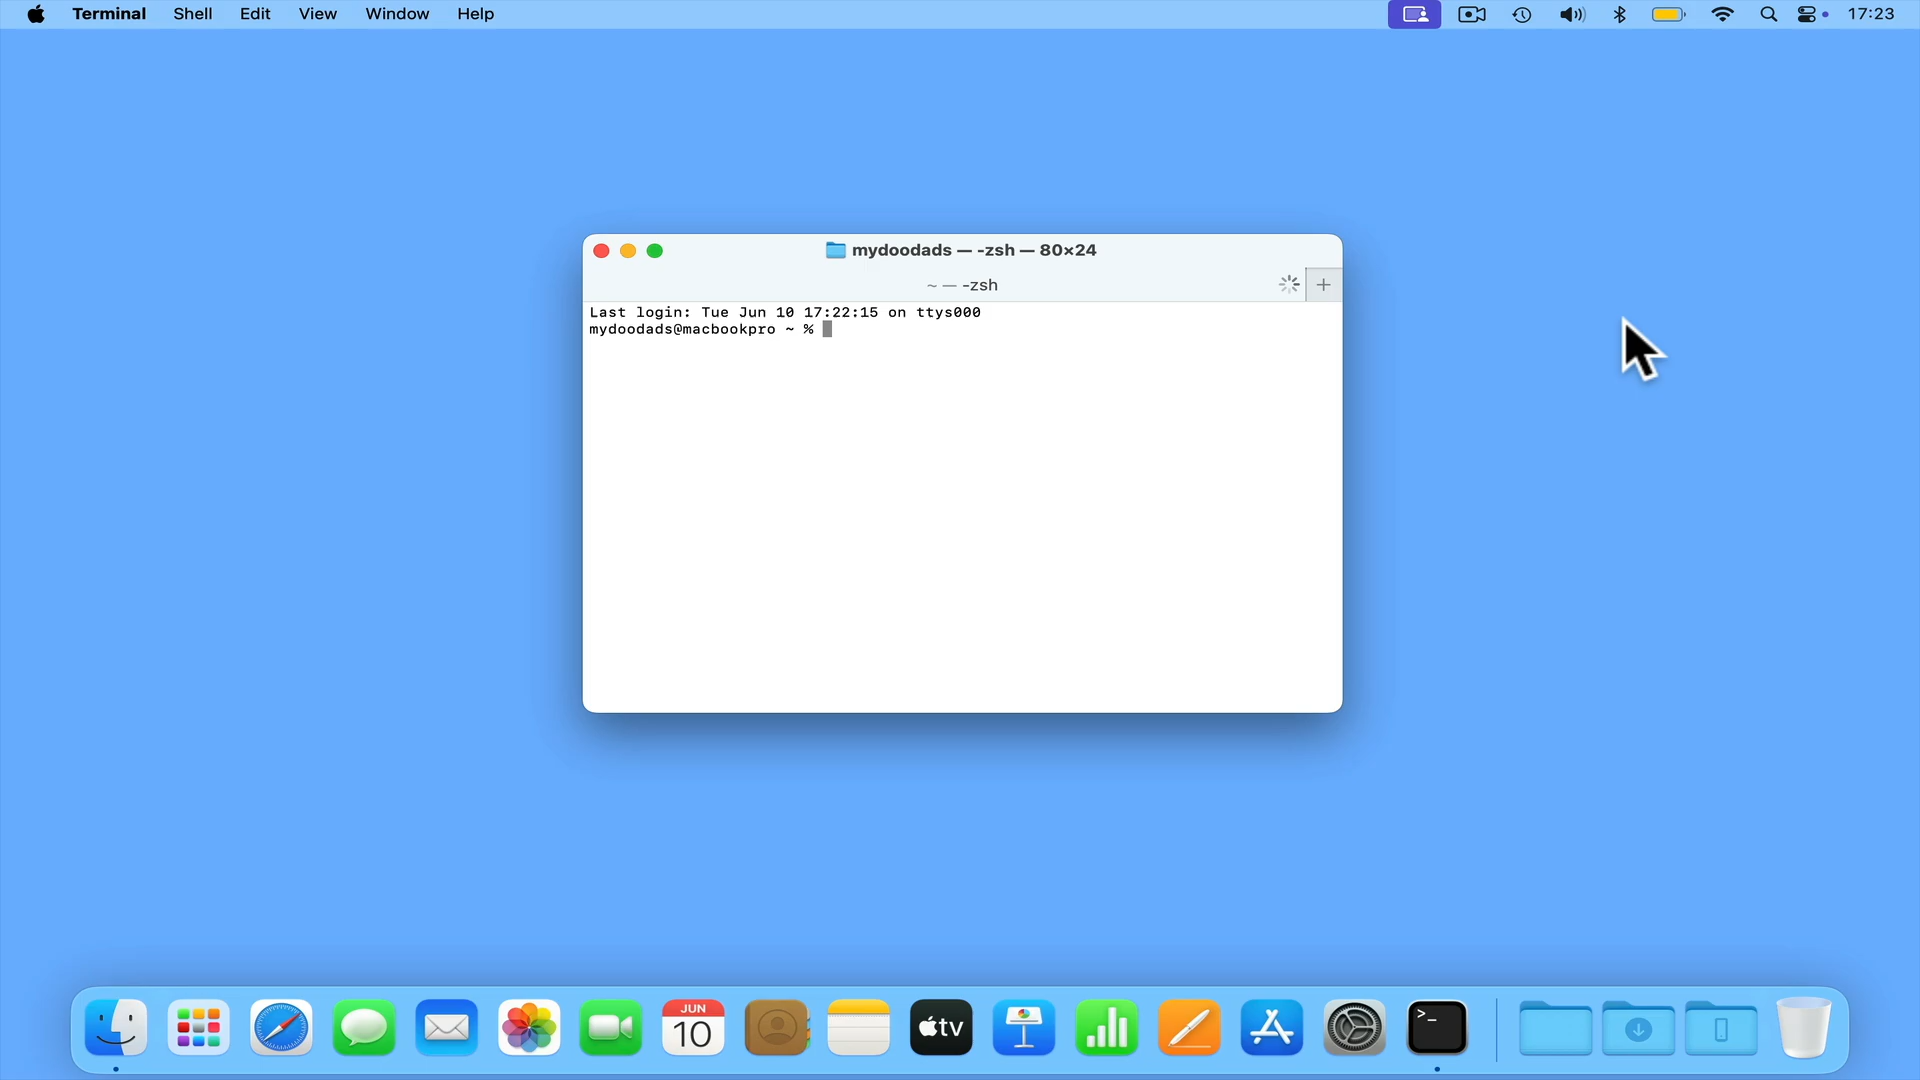 Terminal Shell Edit View Window Help 17:23
mydoodads — -zsh — 80×24
~ — -zsh
Last login: Tue Jun 10 17:22:15 on ttys000
mydoodads@macbookpro ~ %
JUN
10
tv
>_